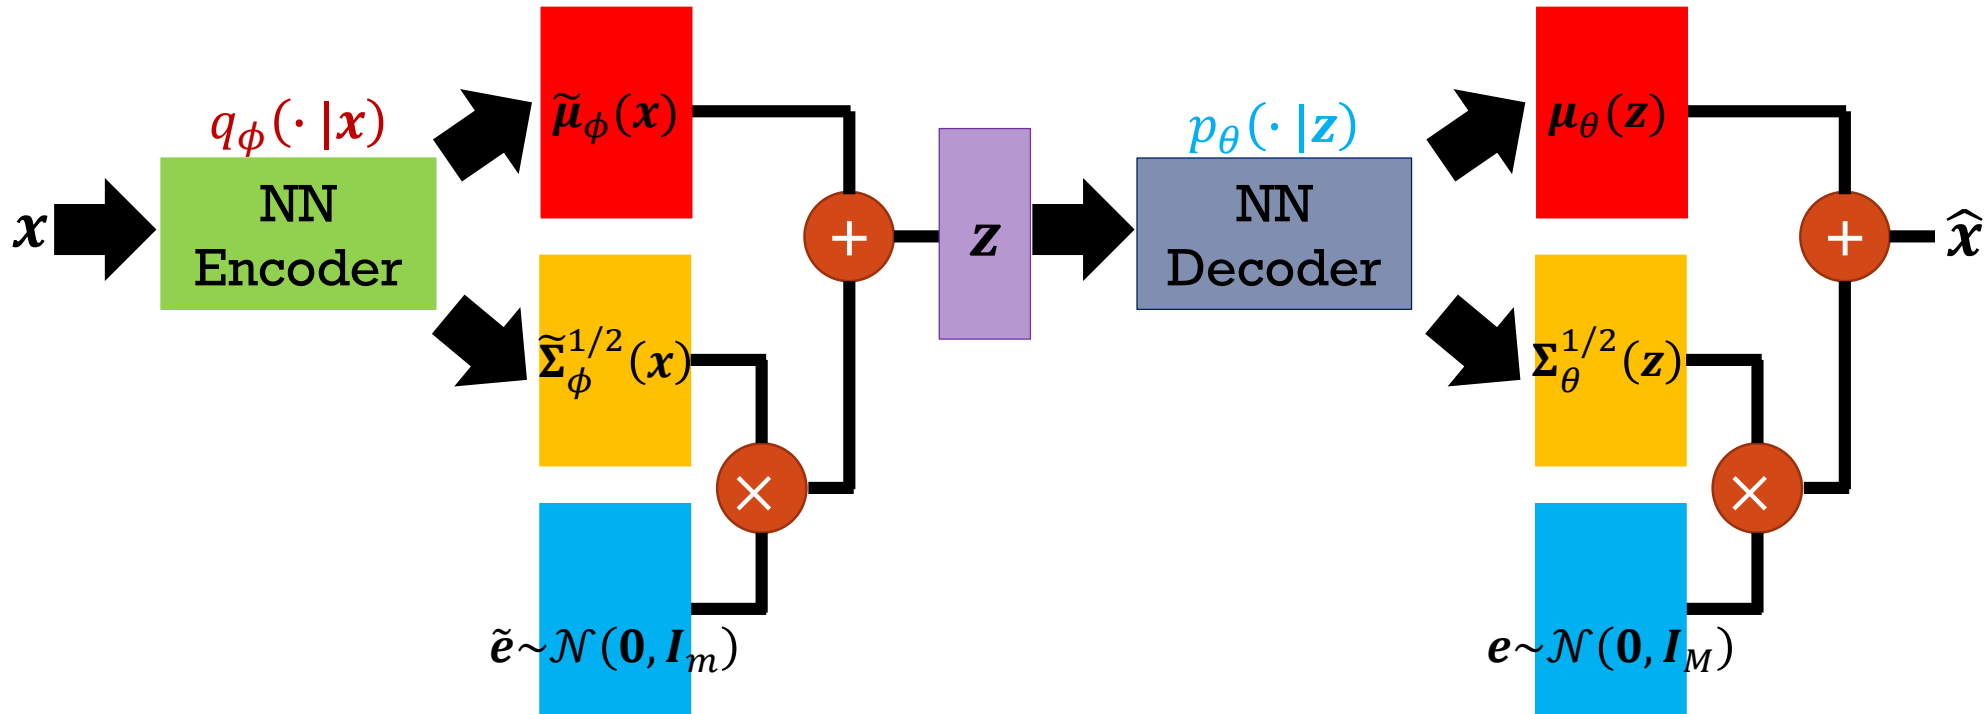 x
q_ϕ(· |x)
NN
Encoder
μ̃_ϕ(x)
Σ̃_ϕ^{1/2}(x)
×
ẽ~𝒩(0, I_m)
+
z
p_θ(· |z)
NN
Decoder
μ_θ(z)
Σ_θ^{1/2}(z)
×
e~𝒩(0, I_M)
+
x̂